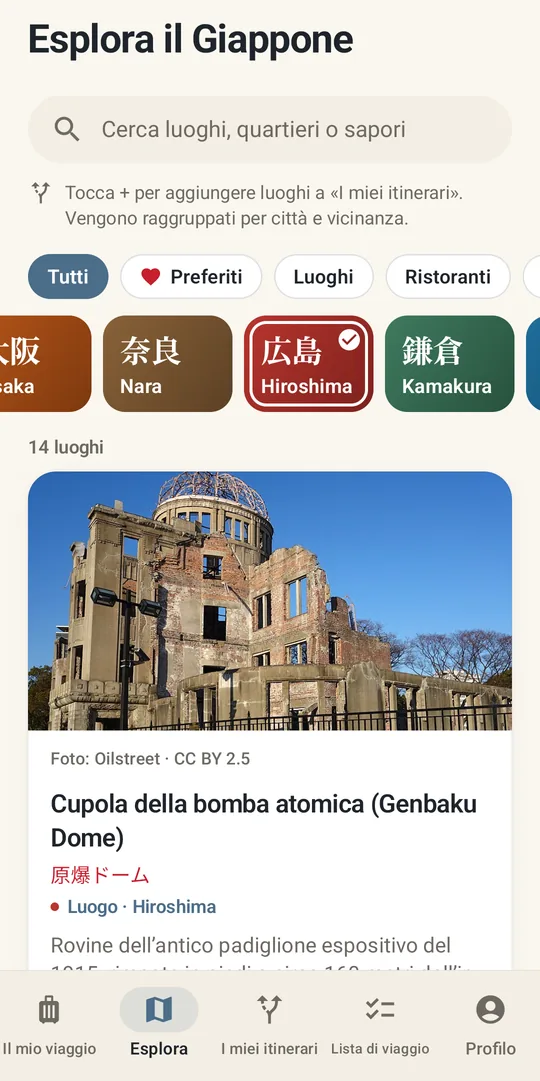 Esplora il Giappone
Cerca luoghi, quartieri o sapori
Tocca + per aggiungere luoghi a «I miei itinerari».
Vengono raggruppati per città e vicinanza.
Tutti
Preferiti
Luoghi
Ristoranti
阪
saka
奈良
Nara
広島
Hiroshima
鎌倉
Kamakura
14 luoghi
Foto: Oilstreet · CC BY 2.5
Cupola della bomba atomica (Genbaku
Dome)
原爆ドーム
Luogo · Hiroshima
Rovine dell’antico padiglione espositivo del
Il mio viaggio
Esplora
I miei itinerari
Lista di viaggio
Profilo